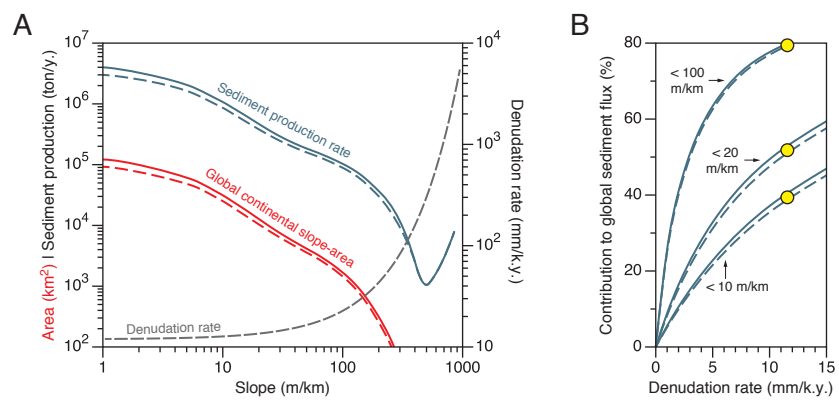 A
B
Area (km²) | Sediment production (ton/y.)
10⁷
10⁶
10⁵
10⁴
10³
10²
Sediment production rate
Global continental slope-area
Denudation rate
1
10
100
1000
Slope (m/km)
10⁴
10³
10²
10
Denudation rate (mm/k.y.)
Contribution to global sediment flux (%)
80
60
40
20
0
< 100
m/km
< 20
m/km
< 10 m/km
0
5
10
15
Denudation rate (mm/k.y.)